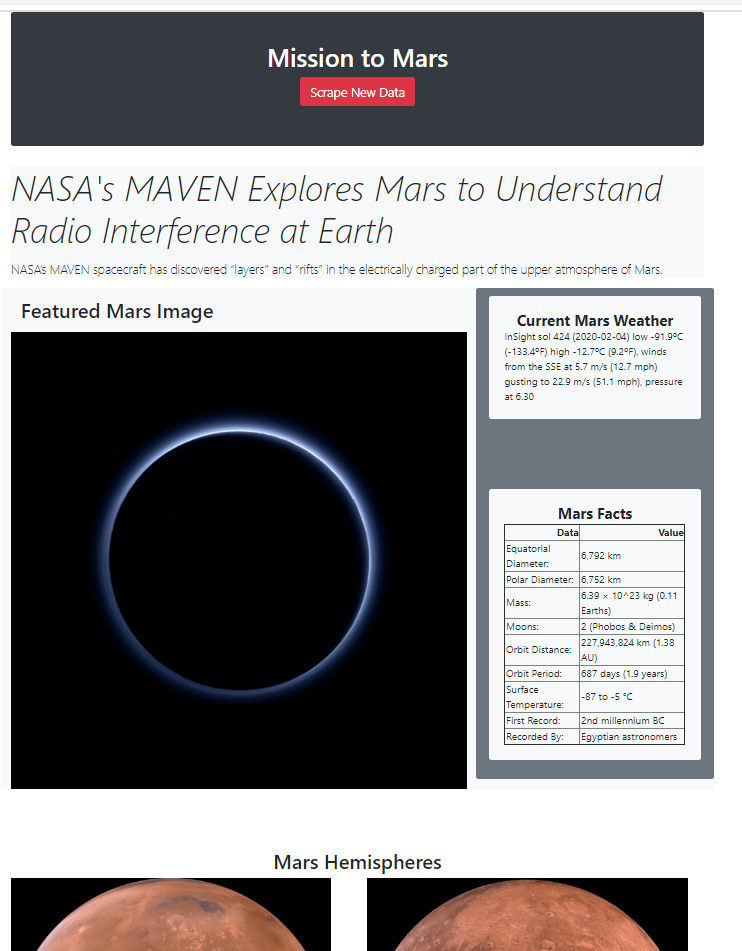 Mission to Mars
Scrape New Data
NASA's MAVEN Explores Mars to Understand
Radio Interference at Earth
NASA's MAVEN spacecraft has discovered “layers” and “rifts” in the electrically charged part of the upper atmosphere of Mars.
Featured Mars Image
Current Mars Weather
InSight sol 424 (2020-02-04) low -91.9ºC
(-133.4ºF) high -12.7ºC (9.2ºF), winds
from the SSE at 5.7 m/s (12.7 mph)
gusting to 22.9 m/s (51.1 mph), pressure
at 6.30
Mars Facts
Data Value
Equatorial
Diameter: 6,792 km
Polar Diameter: 6,752 km
Mass: 6.39 × 10^23 kg (0.11
Earths)
Moons: 2 (Phobos & Deimos)
Orbit Distance: 227,943,824 km (1.38
AU)
Orbit Period: 687 days (1.9 years)
Surface
Temperature: -87 to -5 °C
First Record: 2nd millennium BC
Recorded By: Egyptian astronomers
Mars Hemispheres